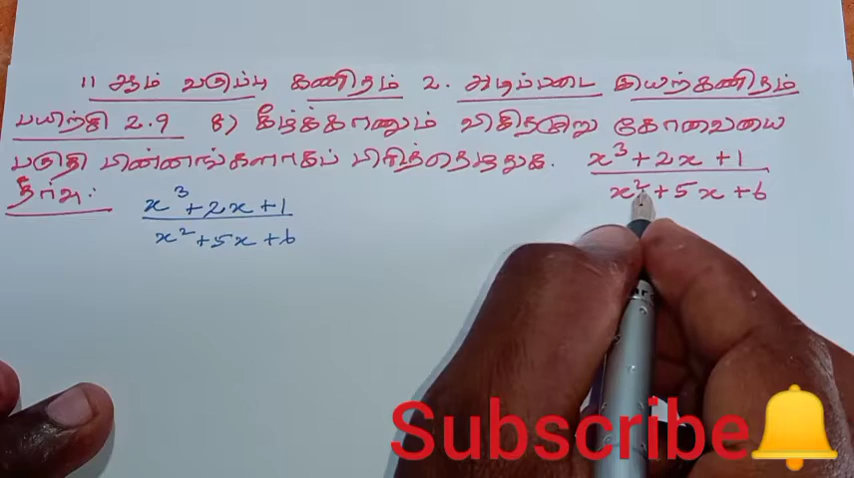 11 ஆம் வகுப்பு கணிதம் 2. அடிப்படை இயற்கணிதம்
பயிற்சி 2.9 8) கீழ்க்காணும் விகிதமுறு கோவையை
பகுதி பின்னங்களாகப் பிரித்தெழுதுக. x³ + 2x + 1 / x² + 5x + 6
தீர்வு: x³ + 2x + 1 / x² + 5x + 6
Subscribe